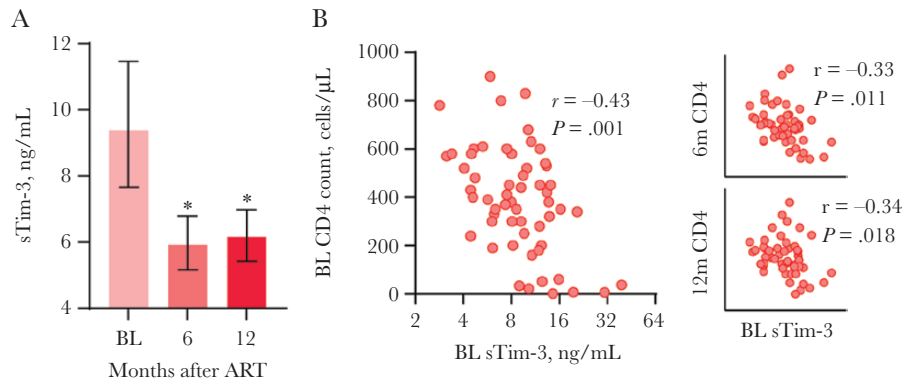 A
sTim-3, ng/mL
12
10
8
6
4
*
*
BL
6
12
Months after ART
B
BL CD4 count, cells/µL
1000
800
600
400
200
0
r = –0.43
P = .001
2
4
8
16
32
64
BL sTim-3, ng/mL
6m CD4
r = –0.33
P = .011
12m CD4
r = –0.34
P = .018
BL sTim-3